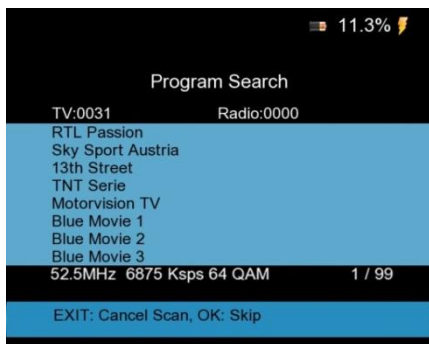 11.3%
Program Search
TV:0031 Radio:0000
RTL Passion
Sky Sport Austria
13th Street
TNT Serie
Motorvision TV
Blue Movie 1
Blue Movie 2
Blue Movie 3
52.5MHz 6875 Ksps 64 QAM 1 / 99
EXIT: Cancel Scan, OK: Skip